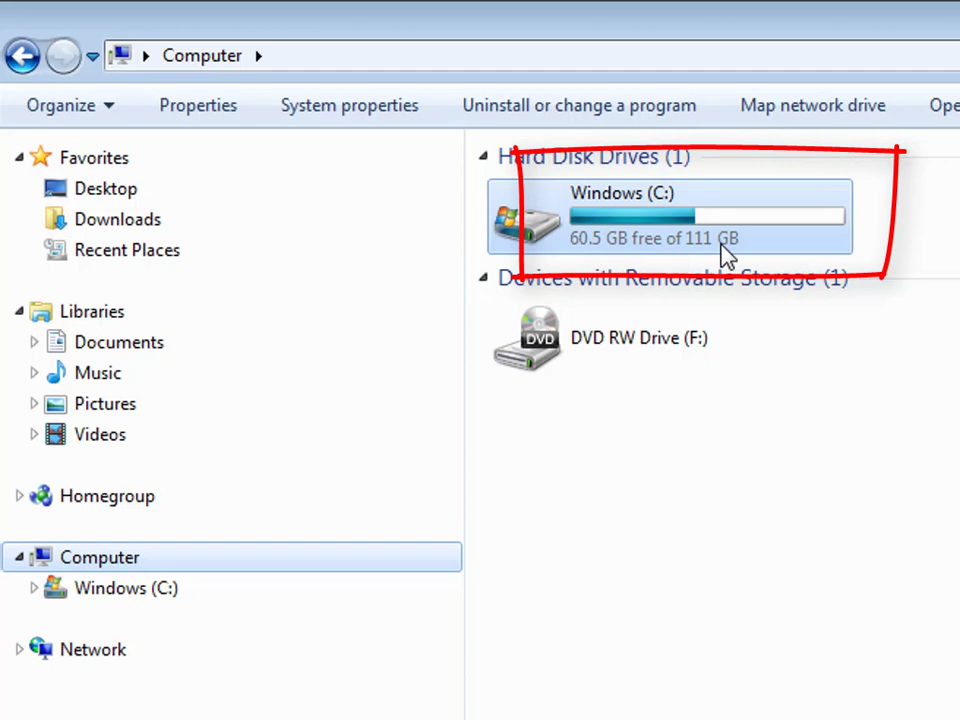 Computer
Organize
Properties
System properties
Uninstall or change a program
Map network drive
Ope
Favorites
Desktop
Downloads
Recent Places
Libraries
Documents
Music
Pictures
Videos
Homegroup
Computer
Windows (C:)
Network
Hard Disk Drives (1)
Windows (C:)
60.5 GB free of 111 GB
Devices with Removable Storage (1)
DVD
DVD RW Drive (F:)